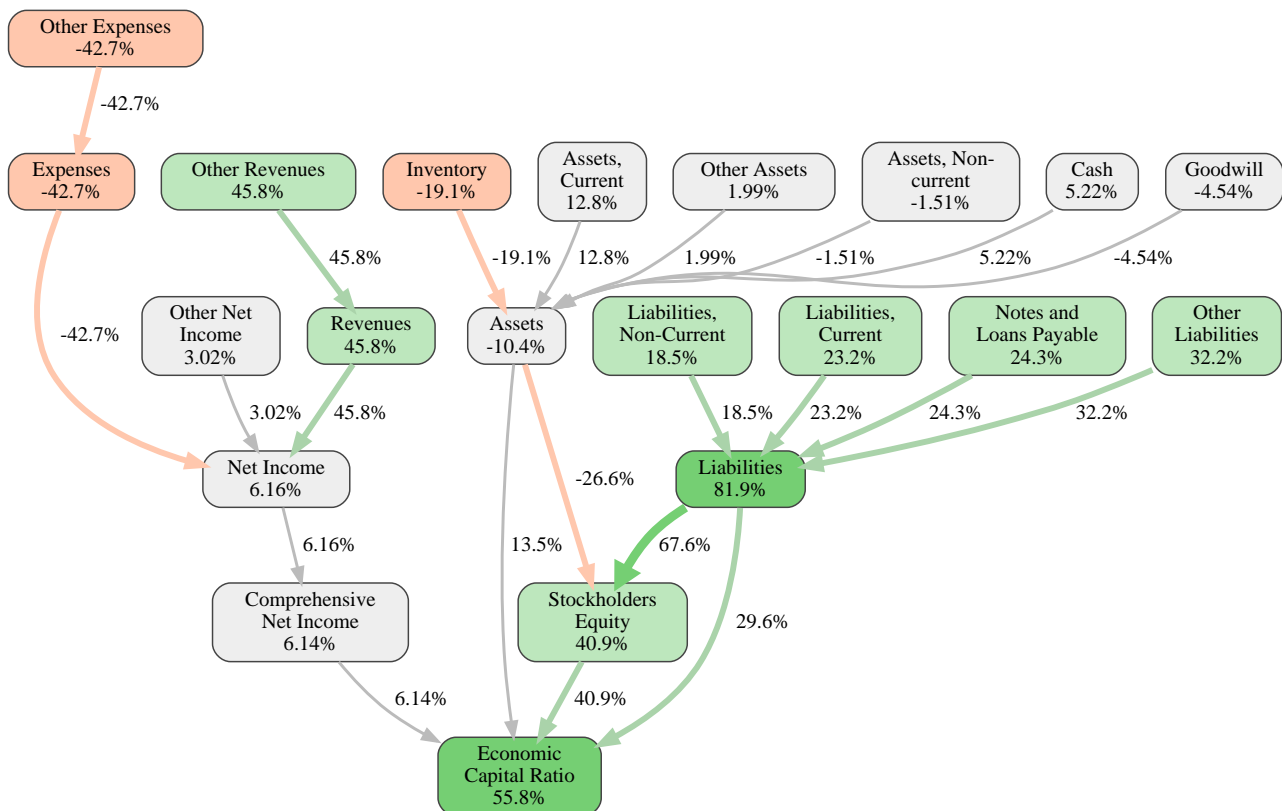 Other Expenses
-42.7%
-42.7%
Expenses
-42.7%
Other Revenues
45.8%
Inventory
-19.1%
Assets,
Current
12.8%
Other Assets
1.99%
Assets, Non-
current
-1.51%
Cash
5.22%
Goodwill
-4.54%
45.8%
-19.1%
12.8%
1.99%
-1.51%
5.22%
-4.54%
-42.7%
Other Net
Income
3.02%
Revenues
45.8%
Assets
-10.4%
Liabilities,
Non-Current
18.5%
Liabilities,
Current
23.2%
Notes and
Loans Payable
24.3%
Other
Liabilities
32.2%
3.02%
45.8%
18.5%
23.2%
24.3%
32.2%
Net Income
6.16%
-26.6%
Liabilities
81.9%
6.16%
13.5%
67.6%
29.6%
Comprehensive
Net Income
6.14%
Stockholders
Equity
40.9%
6.14%
40.9%
Economic
Capital Ratio
55.8%